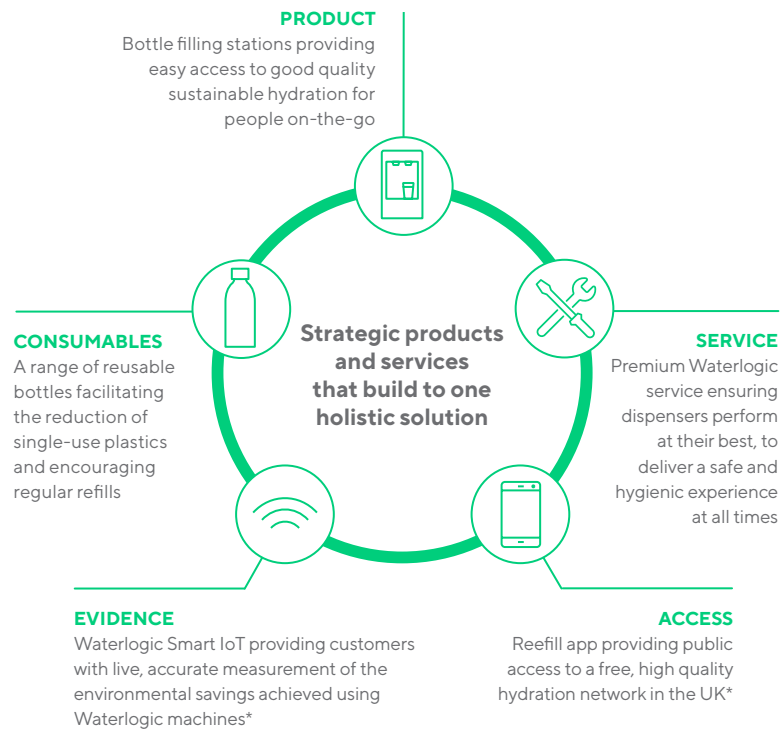 PRODUCT
Bottle filling stations providing
easy access to good quality
sustainable hydration for
people on-the-go
Strategic products
and services
that build to one
holistic solution
CONSUMABLES
A range of reusable
bottles facilitating
the reduction of
single-use plastics
and encouraging
regular refills
SERVICE
Premium Waterlogic
service ensuring
dispensers perform
at their best, to
deliver a safe and
hygienic experience
at all times
EVIDENCE
Waterlogic Smart IoT providing customers
with live, accurate measurement of the
environmental savings achieved using
Waterlogic machines*
ACCESS
Reefill app providing public
access to a free, high quality
hydration network in the UK*